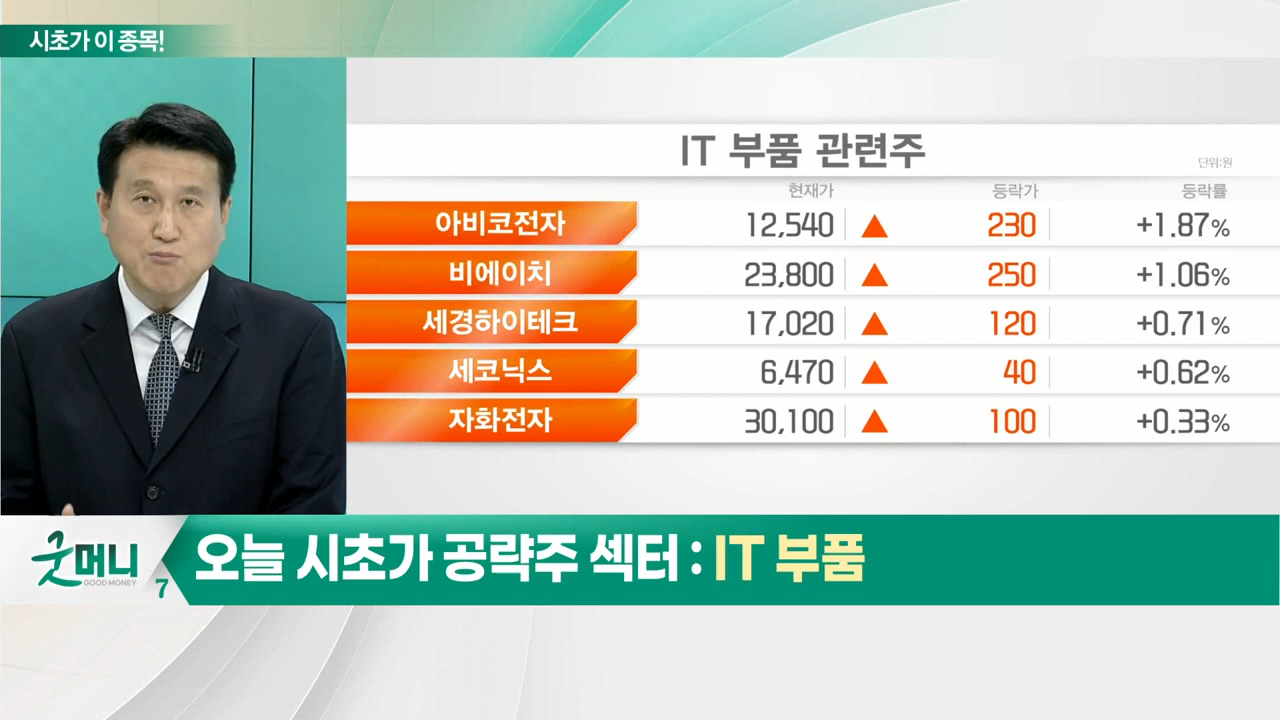 시초가 이 종목!
IT 부품 관련주
단위:원
현재가 등락가 등락률
아비코전자 12,540 ▲ 230 +1.87%
비에이치 23,800 ▲ 250 +1.06%
세경하이테크 17,020 ▲ 120 +0.71%
세코닉스 6,470 ▲ 40 +0.62%
자화전자 30,100 ▲ 100 +0.33%
굿머니
GOOD MONEY
7
오늘 시초가 공략주 섹터 : IT 부품